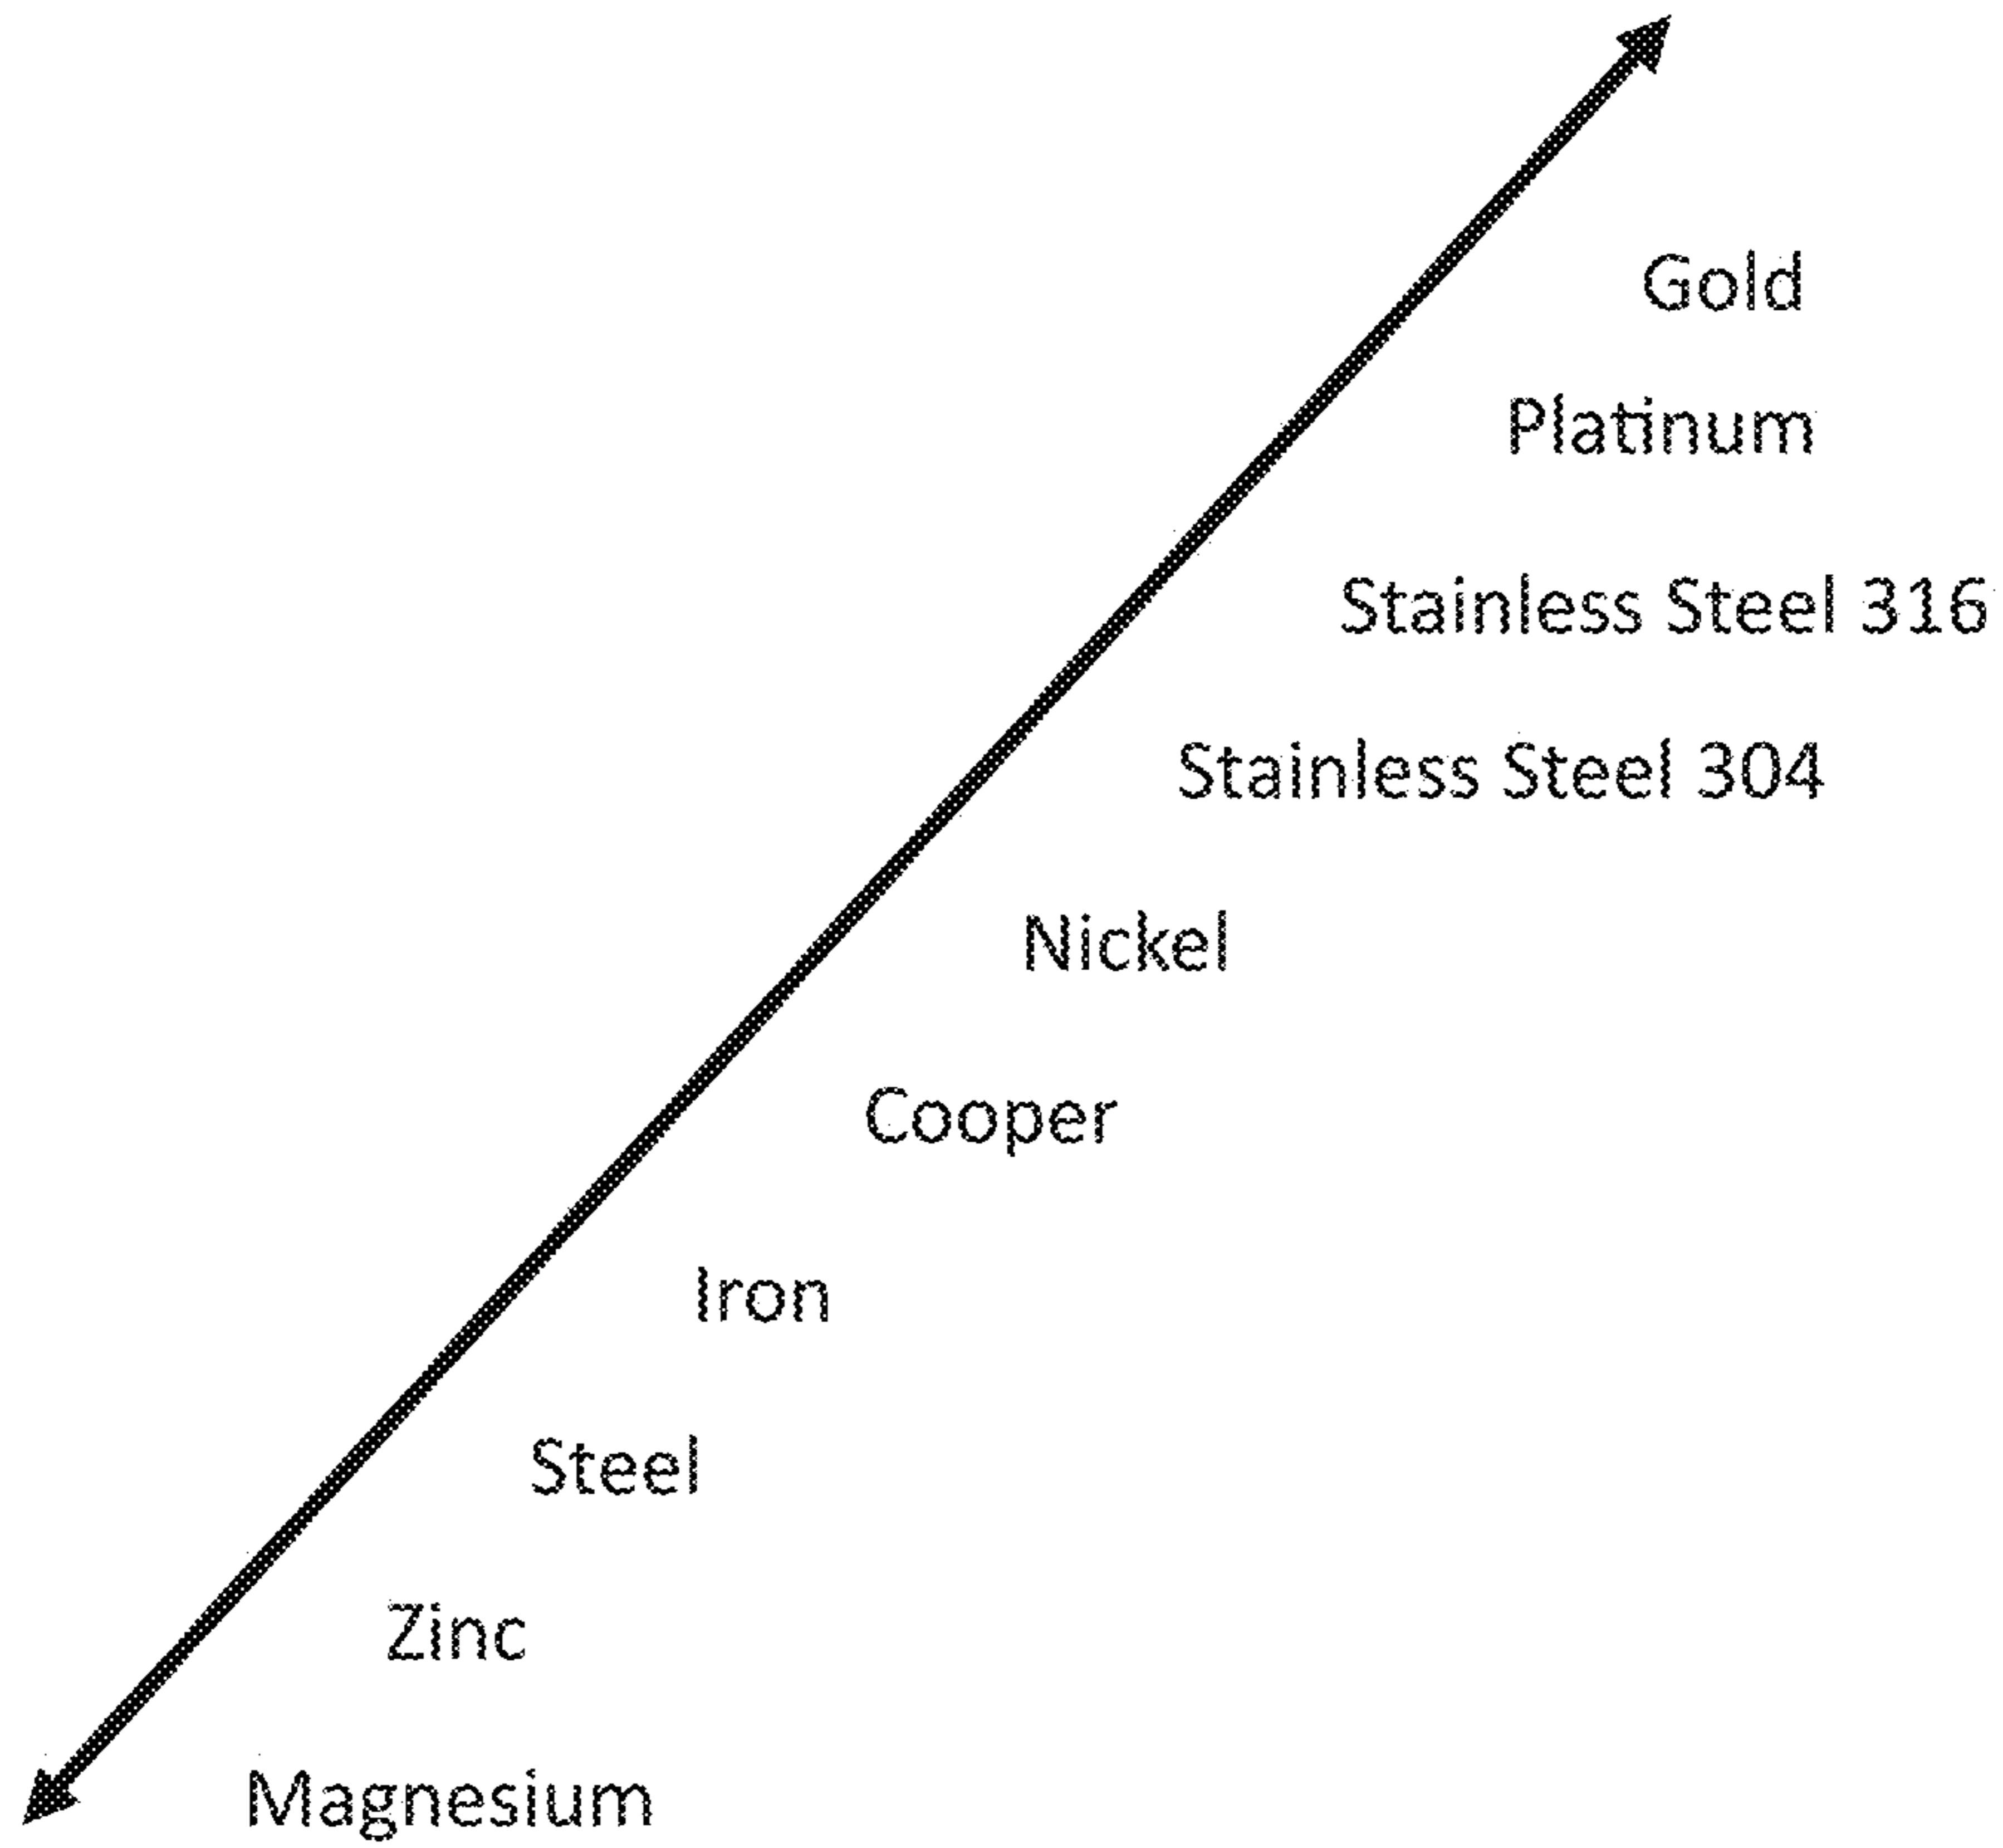 Gold
Platinum
Stainless Steel 316
Stainless Steel 304
Nickel
Cooper
Iron
Steel
Zinc
Magnesium